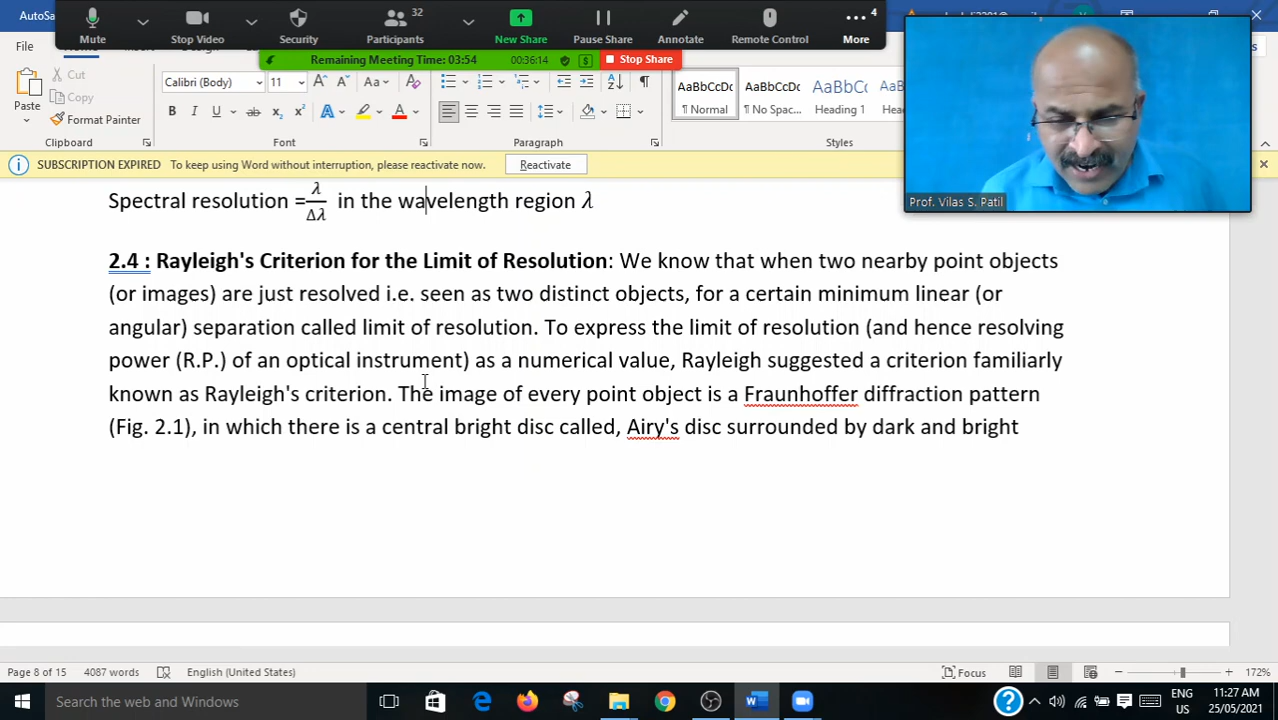 AutoSa
Mute
Stop Video
Security
32
Participants
New Share
Pause Share
Annotate
Remote Control
4
More
Remaining Meeting Time: 03:54
00:36:14
Stop Share
File
Paste
Cut
Copy
Format Painter
Clipboard
Calibri (Body)
11
Aa
B I U ab x₂ x² A A
Font
Paragraph
AaBbCcDc
¶ Normal
AaBbCcDc
¶ No Spac...
AaBbCc
Heading 1
AaBbC
Heading 2
Styles
SUBSCRIPTION EXPIRED To keep using Word without interruption, please reactivate now. Reactivate
Prof. Vilas S. Patil
Spectral resolution =λ/Δλ in the wavelength region λ
2.4 : Rayleigh's Criterion for the Limit of Resolution: We know that when two nearby point objects
(or images) are just resolved i.e. seen as two distinct objects, for a certain minimum linear (or
angular) separation called limit of resolution. To express the limit of resolution (and hence resolving
power (R.P.) of an optical instrument) as a numerical value, Rayleigh suggested a criterion familiarly
known as Rayleigh's criterion. The image of every point object is a Fraunhoffer diffraction pattern
(Fig. 2.1), in which there is a central bright disc called, Airy's disc surrounded by dark and bright
Page 8 of 15 4087 words English (United States) Focus 172%
Search the web and Windows
ENG
US
11:27 AM
25/05/2021